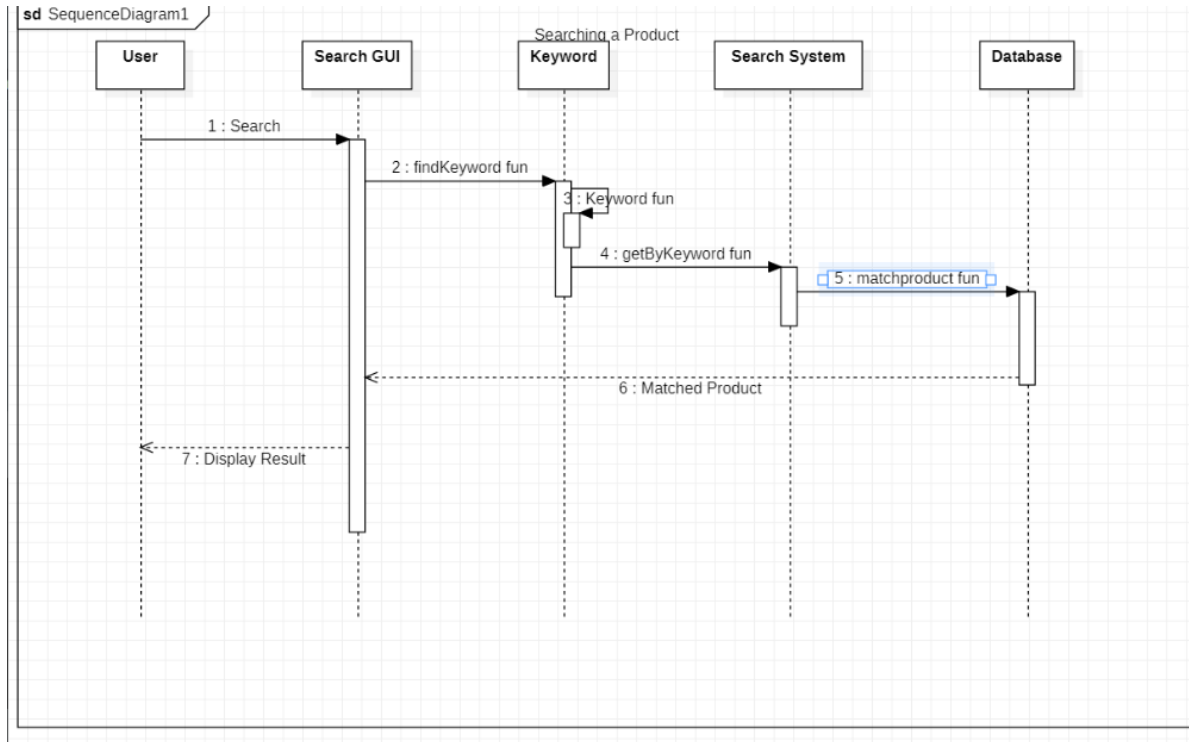 sd SequenceDiagram1
Searching a Product
User
Search GUI
Keyword
Search System
Database
1 : Search
2 : findKeyword fun
3 : Keyword fun
4 : getByKeyword fun
5 : matchproduct fun
6 : Matched Product
7 : Display Result